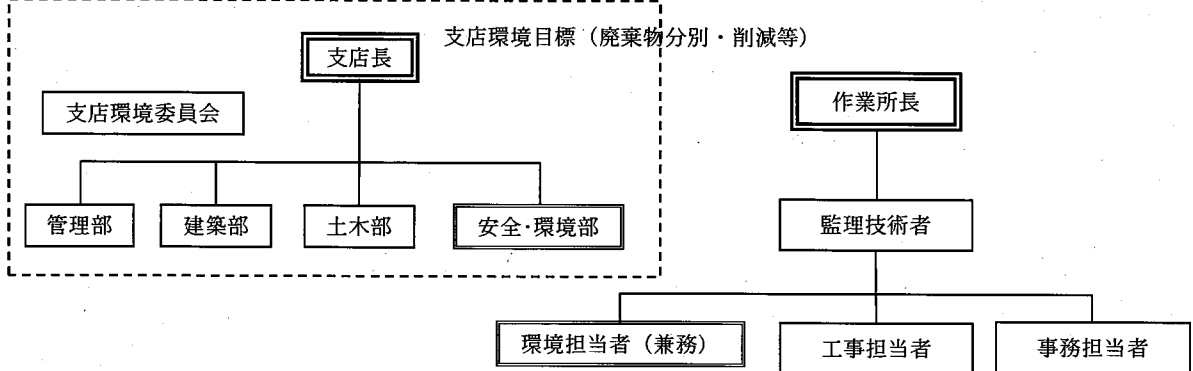 支店環境目標（廃棄物分別・削減等）
支店長
作業所長
支店環境委員会
管理部
建築部
土木部
安全・環境部
監理技術者
環境担当者（兼務）
工事担当者
事務担当者